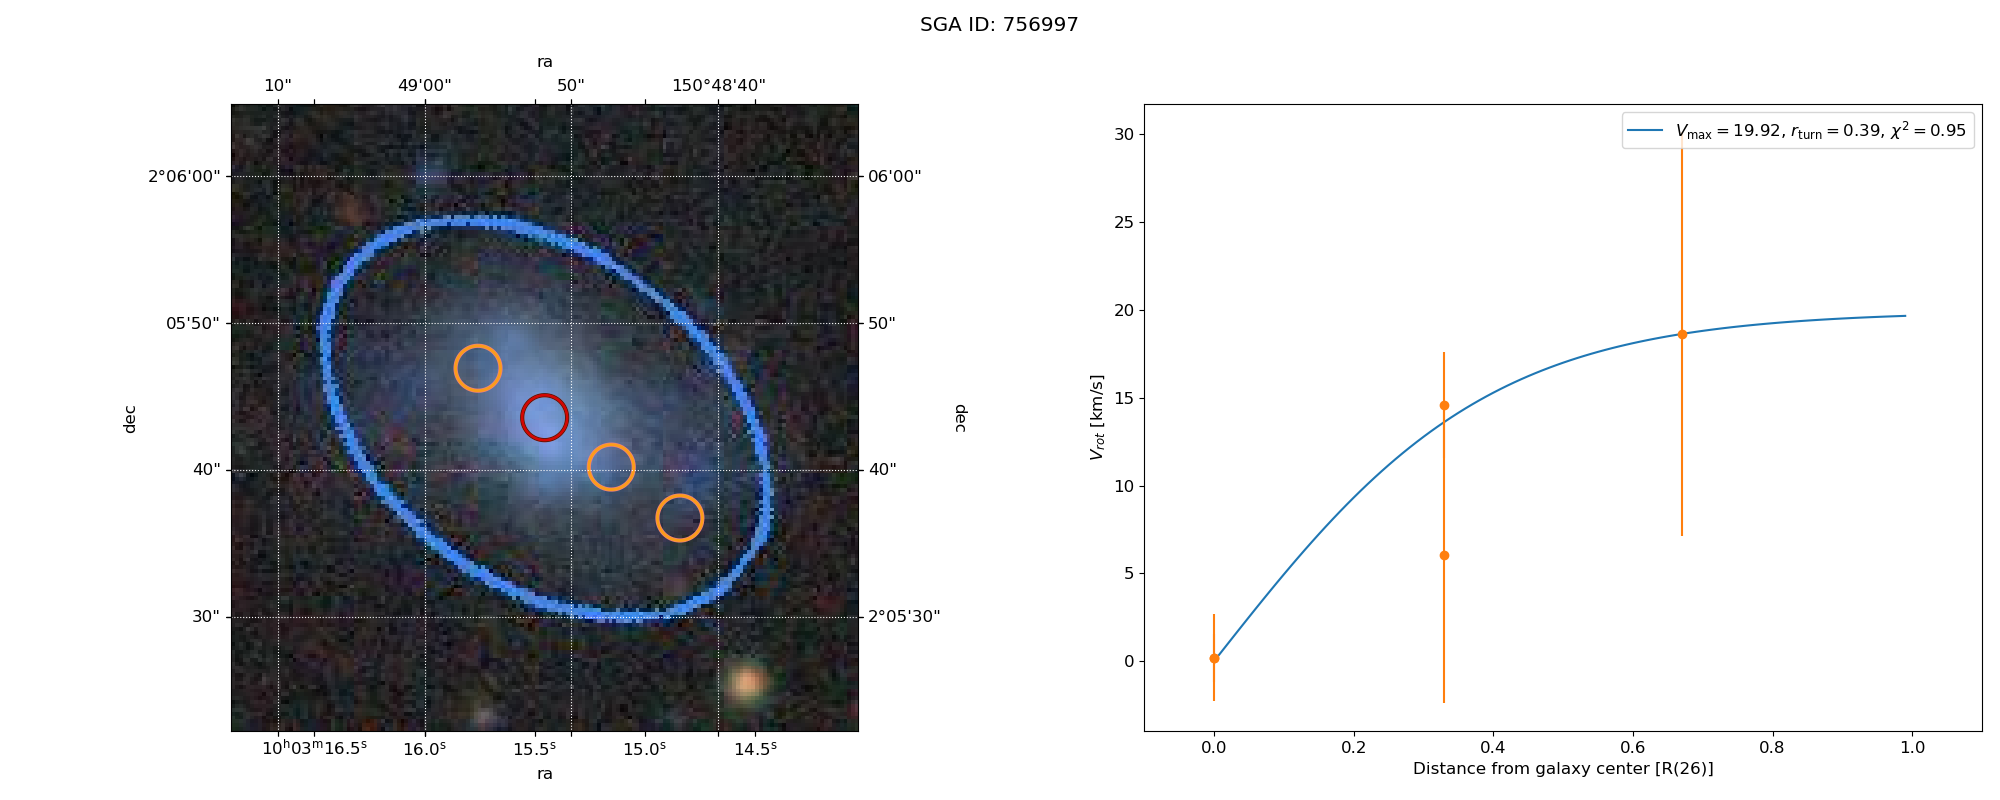 SGA ID: 756997
ra
10" 49'00" 50" 150°48'40"
2°06'00" 06'00"
05'50" 50"
dec dec
40" 40"
30" 2°05'30"
10ʰ03ᵐ16.5ˢ 16.0ˢ 15.5ˢ 15.0ˢ 14.5ˢ
ra
V_max = 19.92, r_turn = 0.39, χ² = 0.95
30
25
20
15
10
5
0
V_rot [km/s]
0.0 0.2 0.4 0.6 0.8 1.0
Distance from galaxy center [R(26)]